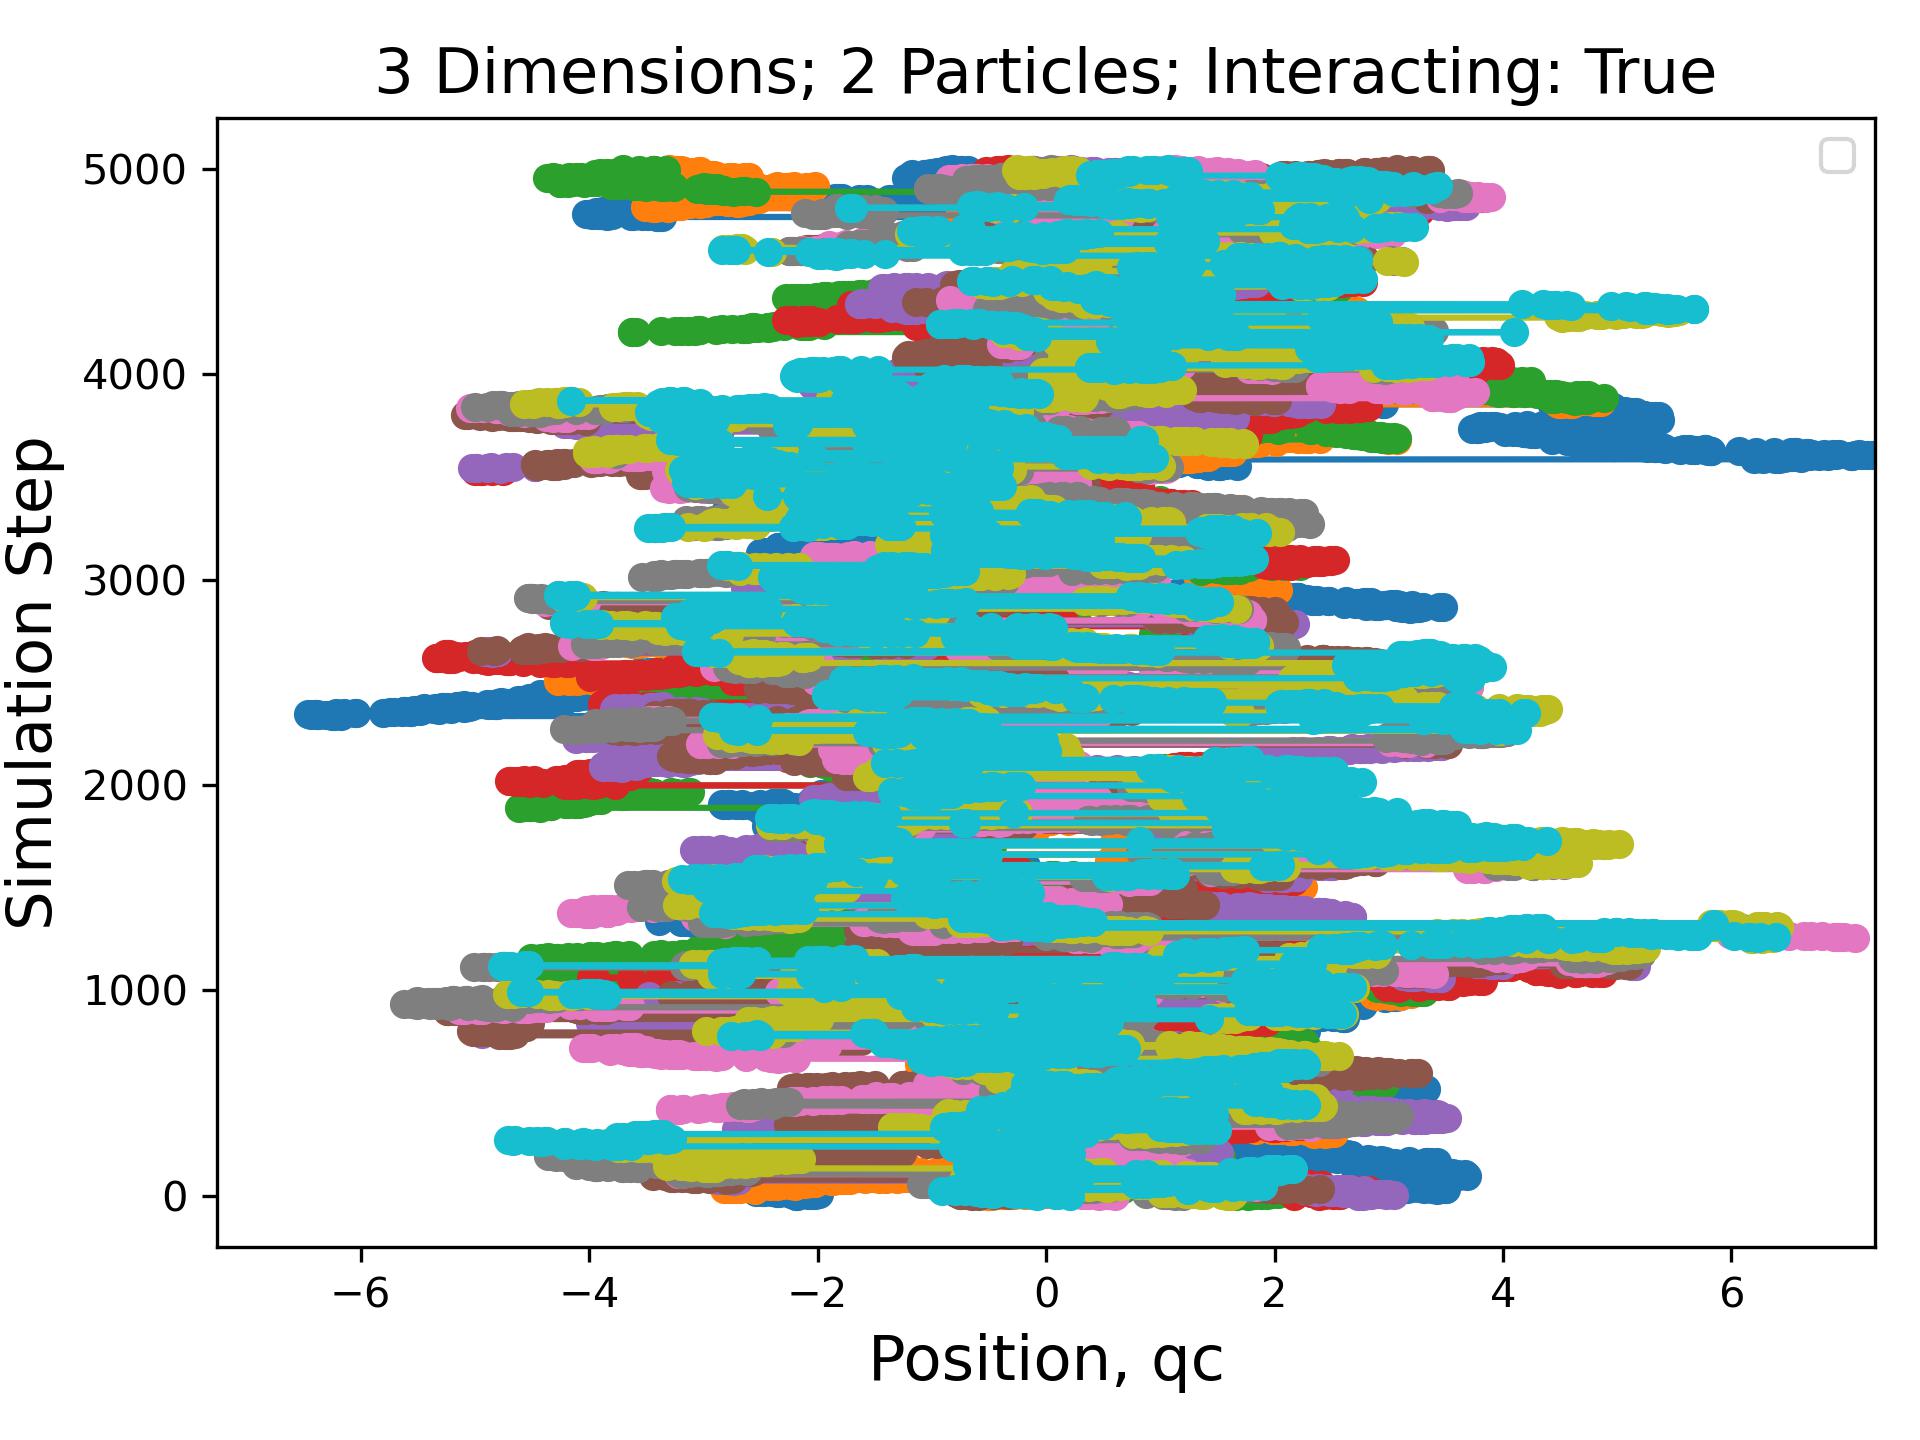 3 Dimensions; 2 Particles; Interacting: True
5000
4000
3000
2000
1000
0
Simulation Step
−6 −4 −2 0 2 4 6
Position, qc